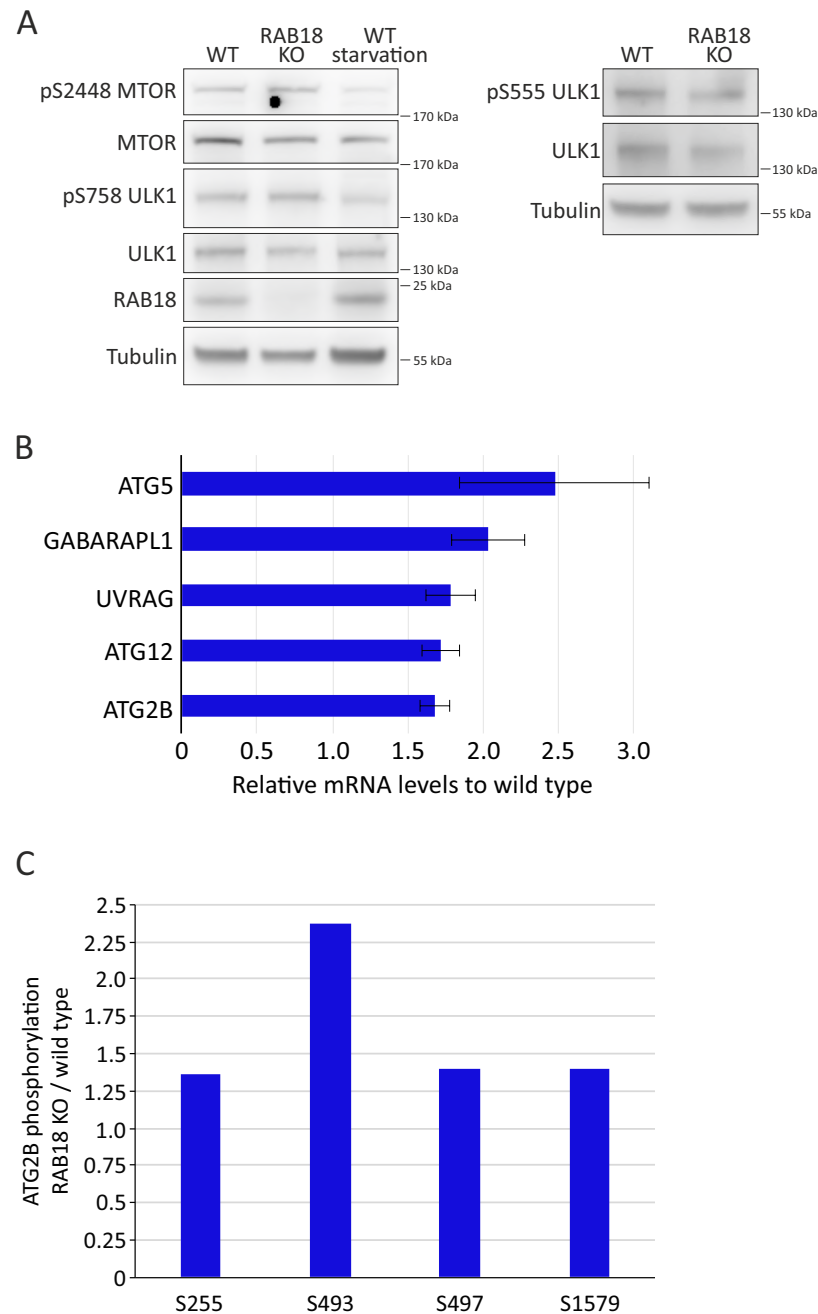 A
WT
RAB18
KO
WT
starvation
pS2448 MTOR
170 kDa
MTOR
170 kDa
pS758 ULK1
130 kDa
ULK1
130 kDa
25 kDa
RAB18
Tubulin
55 kDa
WT
RAB18
KO
pS555 ULK1
130 kDa
ULK1
130 kDa
Tubulin
55 kDa
B
ATG5
GABARAPL1
UVRAG
ATG12
ATG2B
0 0.5 1.0 1.5 2.0 2.5 3.0
Relative mRNA levels to wild type
C
ATG2B phosphorylation
RAB18 KO / wild type
2.5
2.25
2.0
1.75
1.5
1.25
1.0
0.75
0.5
0.25
0
S255 S493 S497 S1579